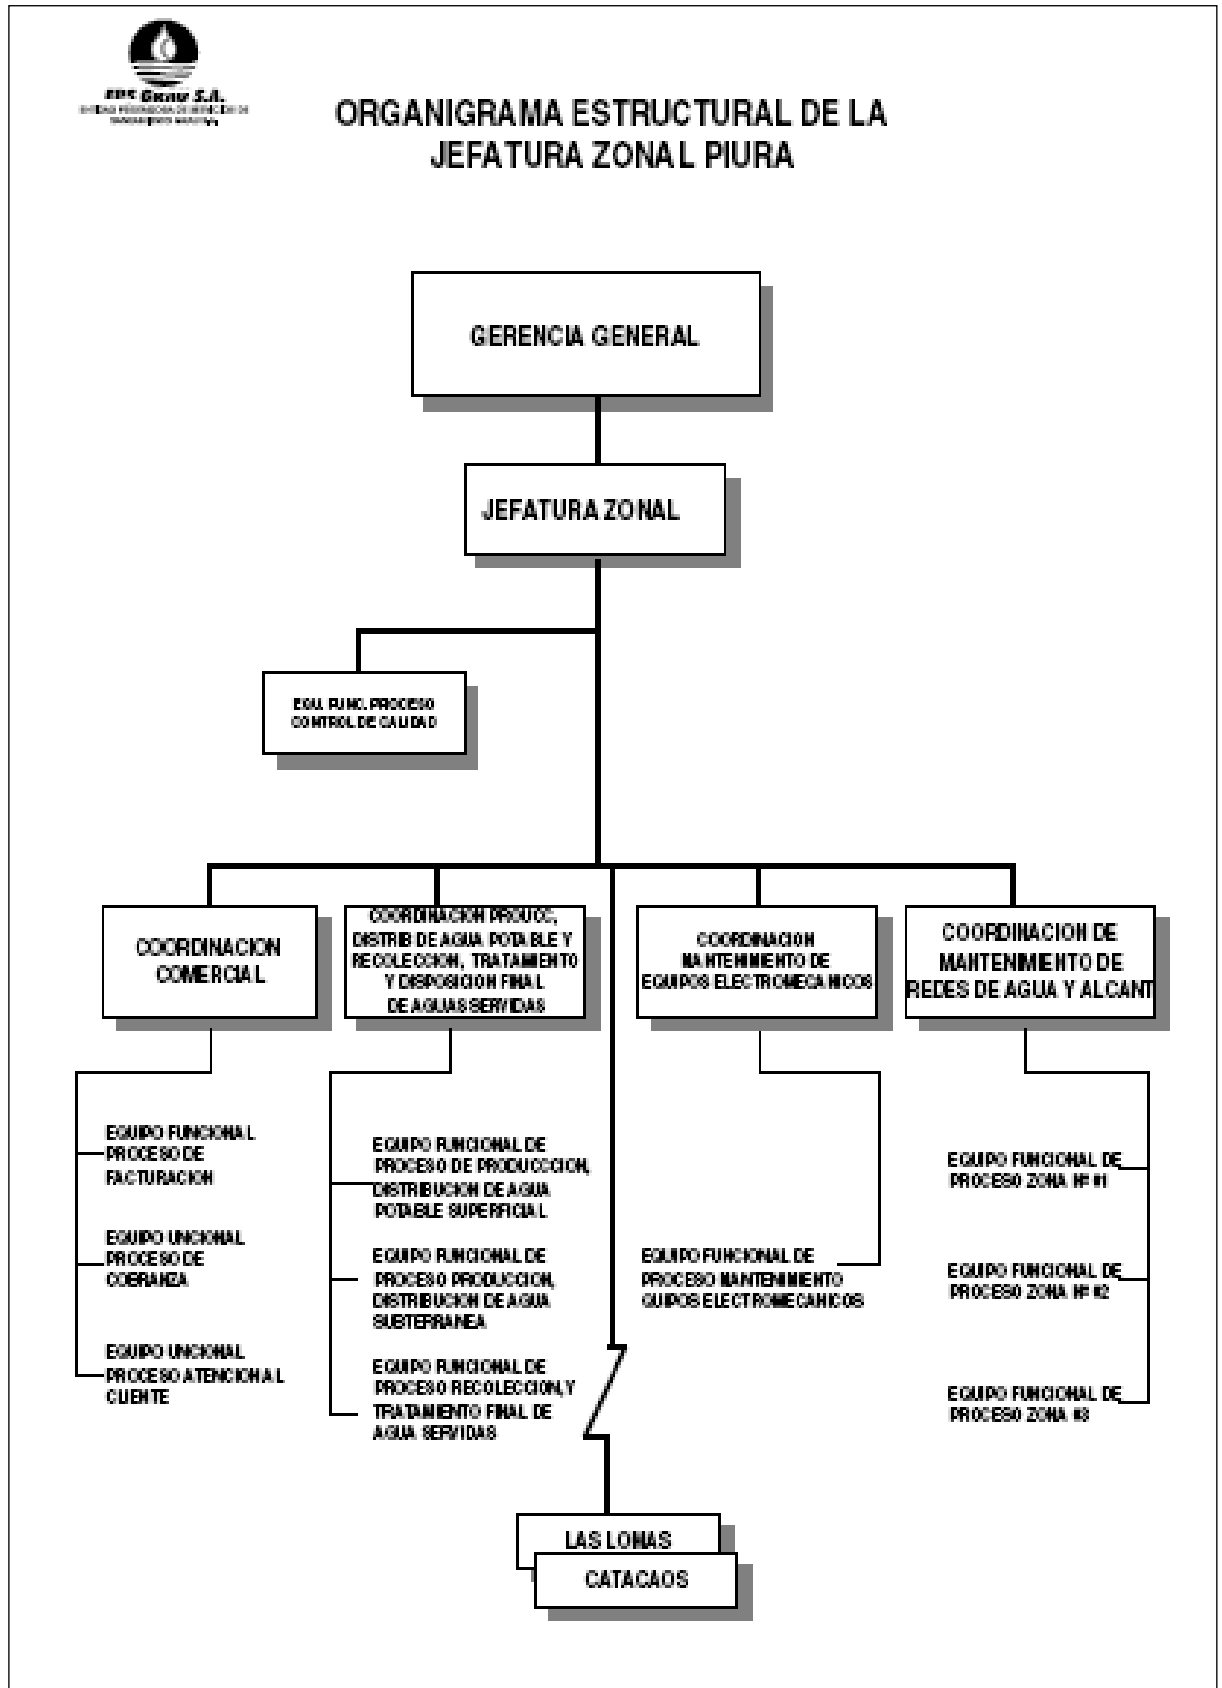 EPS GRAU S.A.
ORGANIGRAMA ESTRUCTURAL DE LA
JEFATURA ZONAL PIURA
GERENCIA GENERAL
JEFATURA ZONAL
EQU. FUNC. PROCESO
CONTROL DE CALIDAD
COORDINACION
COMERCIAL
COORDINACION PROUCC,
DISTRIB DE AGUA POTABLE Y
RECOLECCION, TRATAMIENTO
Y DISPOSICION FINAL
DE AGUAS SERVIDAS
COORDINACION
MANTENIMIENTO DE
EQUIPOS ELECTROMECANICOS
COORDINACION DE
MANTENIMIENTO DE
REDES DE AGUA Y ALCANT
EQUIPO FUNCIONAL
PROCESO DE
FACTURACION
EQUIPO UNCIONAL
PROCESO DE
COBRANZA
EQUIPO UNCIONAL
PROCESO ATENCION AL
CLIENTE
EQUIPO FUNCIONAL DE
PROCESO DE PRODUCCCION,
DISTRIBUCION DE AGUA
POTABLE SUPERFICIAL
EQUIPO FUNCIONAL DE
PROCESO PRODUCCION,
DISTRIBUCION DE AGUA
SUBTERRANEA
EQUIPO FUNCIONAL DE
PROCESO RECOLECCION, Y
TRATAMIENTO FINAL DE
AGUA SERVIDAS
EQUIPO FUNCIONAL DE
PROCESO MANTENIMIENTO
QUIPOS ELECTROMECANICOS
EQUIPO FUNCIONAL DE
PROCESO ZONA Nº 01
EQUIPO FUNCIONAL DE
PROCESO ZONA Nº 02
EQUIPO FUNCIONAL DE
PROCESO ZONA 03
LAS LOMAS
CATACAOS